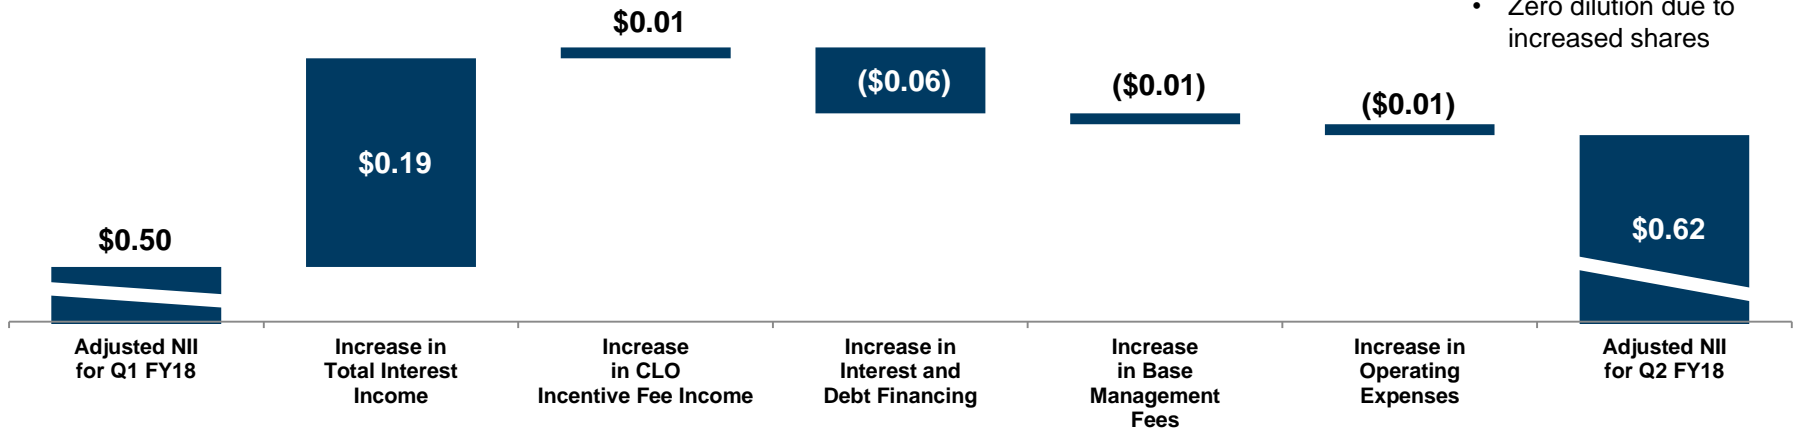 • Zero dilution due to
increased shares
$0.01
($0.06)
($0.01)
($0.01)
$0.19
$0.50
$0.62
Adjusted NII
for Q1 FY18
Increase in
Total Interest
Income
Increase
in CLO
Incentive Fee Income
Increase in
Interest and
Debt Financing
Increase
in Base
Management
Fees
Increase in
Operating
Expenses
Adjusted NII
for Q2 FY18